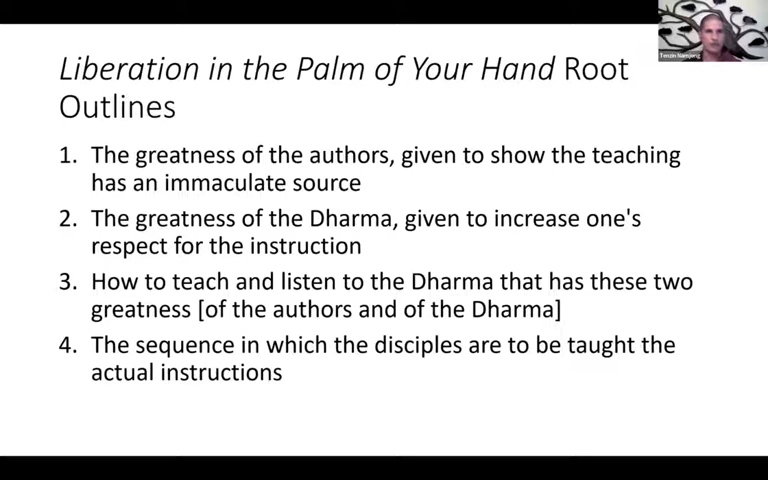 Liberation in the Palm of Your Hand Root
Outlines
1. The greatness of the authors, given to show the teaching
has an immaculate source
2. The greatness of the Dharma, given to increase one's
respect for the instruction
3. How to teach and listen to the Dharma that has these two
greatness [of the authors and of the Dharma]
4. The sequence in which the disciples are to be taught the
actual instructions
Tenzin Namjong